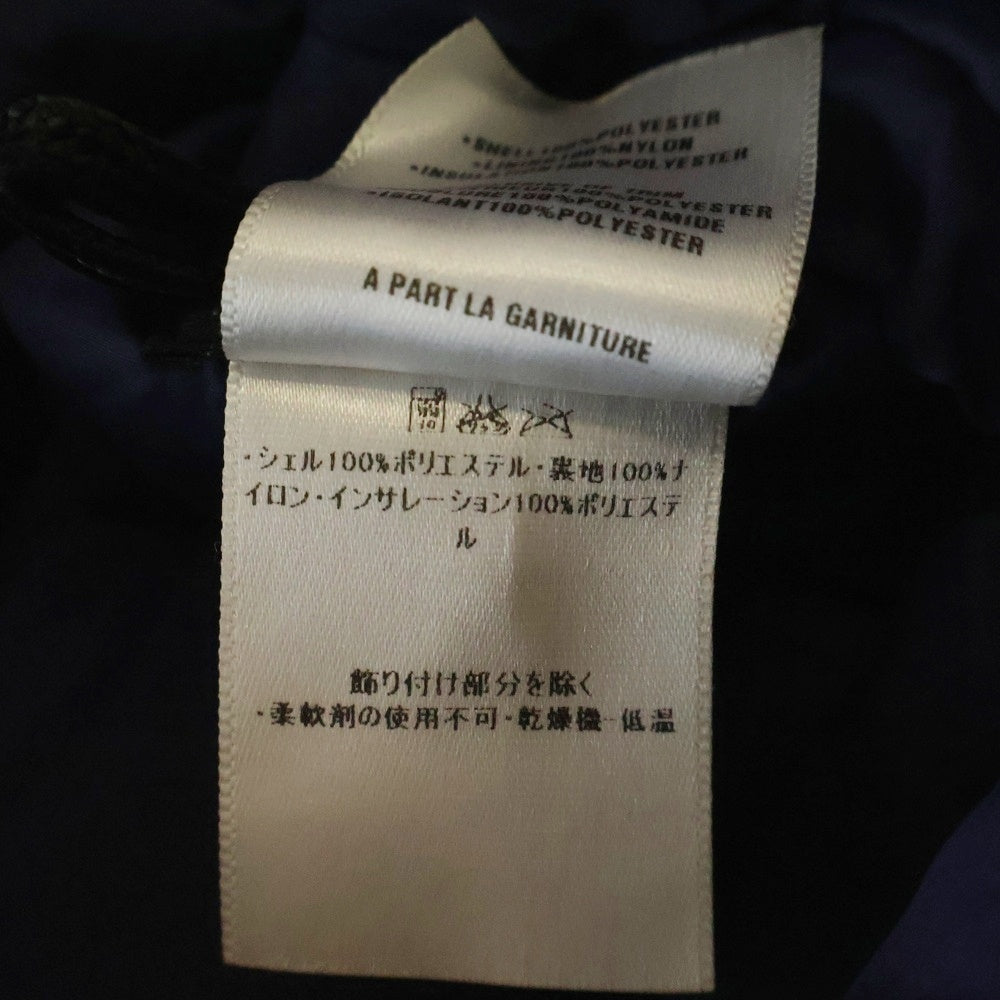 •SHELL100%POLYESTER
•LINING100%NYLON
•INSULATION100%POLYESTER
100%POLYESTER
100%POLYAMIDE
ISOLANT100%POLYESTER
A PART LA GARNITURE
・シェル100%ポリエステル・裏地100%ナ
イロン・インサレーション100%ポリエステ
ル
飾り付け部分を除く
・柔軟剤の使用不可・乾燥機-低温